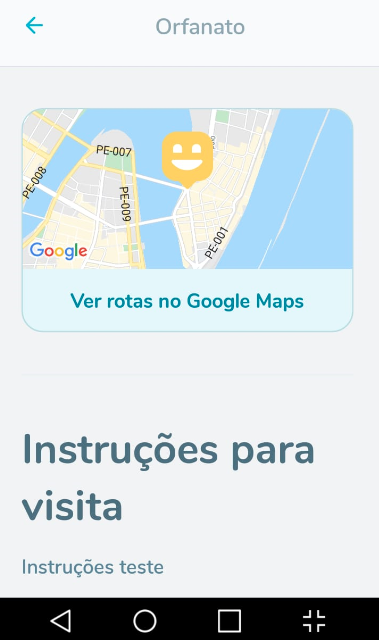 Orfanato
PE-007
PE-008
PE-009
PE-001
Google
Ver rotas no Google Maps
Instruções para
visita
Instruções teste